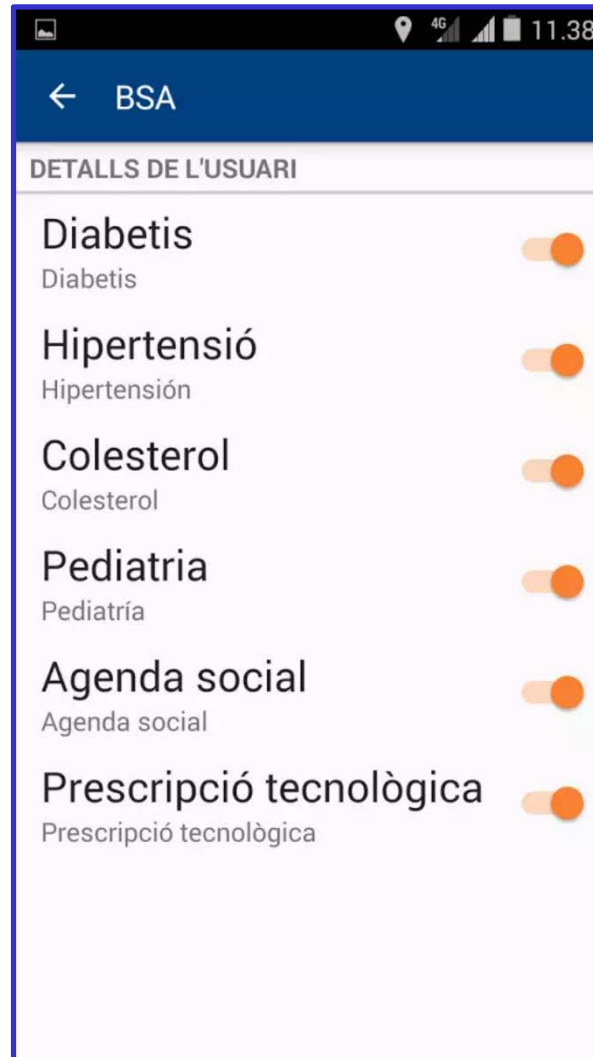 4G 11.38
BSA
DETALLS DE L'USUARI
Diabetis
Diabetis
Hipertensió
Hipertensión
Colesterol
Colesterol
Pediatria
Pediatría
Agenda social
Agenda social
Prescripció tecnològica
Prescripció tecnològica